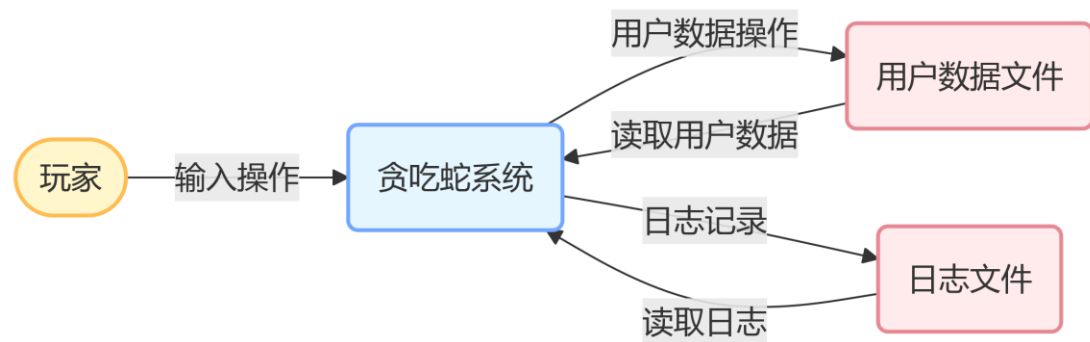 用户数据操作
用户数据文件
读取用户数据
玩家
输入操作
贪吃蛇系统
日志记录
日志文件
读取日志